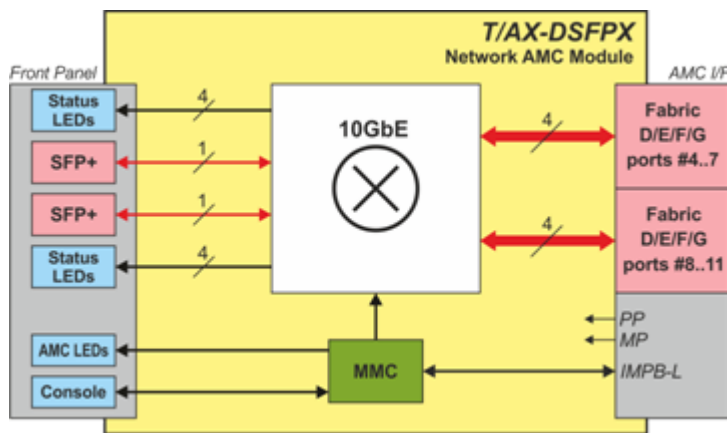 T/AX-DSFPX
Network AMC Module
Front Panel
AMC I/F
Status
LEDs
4
SFP+
1
SFP+
1
Status
LEDs
4
AMC LEDs
Console
10GbE
MMC
4
Fabric
D/E/F/G
ports #4..7
4
Fabric
D/E/F/G
ports #8..11
PP
MP
IMPB-L